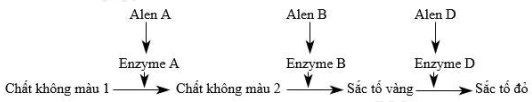 Alen A Alen B Alen D
Enzyme A Enzyme B Enzyme D
Chất không màu 1 Chất không màu 2 Sắc tố vàng Sắc tố đỏ